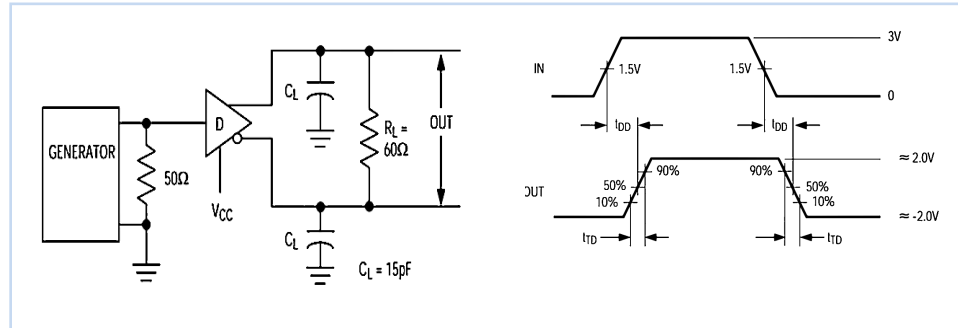 GENERATOR
50Ω
D
VCC
CL
RL =
60Ω
OUT
CL
CL = 15pF
IN
1.5V
1.5V
3V
0
tDD
tDD
OUT
90%
50%
10%
90%
50%
10%
≈ 2.0V
≈ -2.0V
tTD
tTD